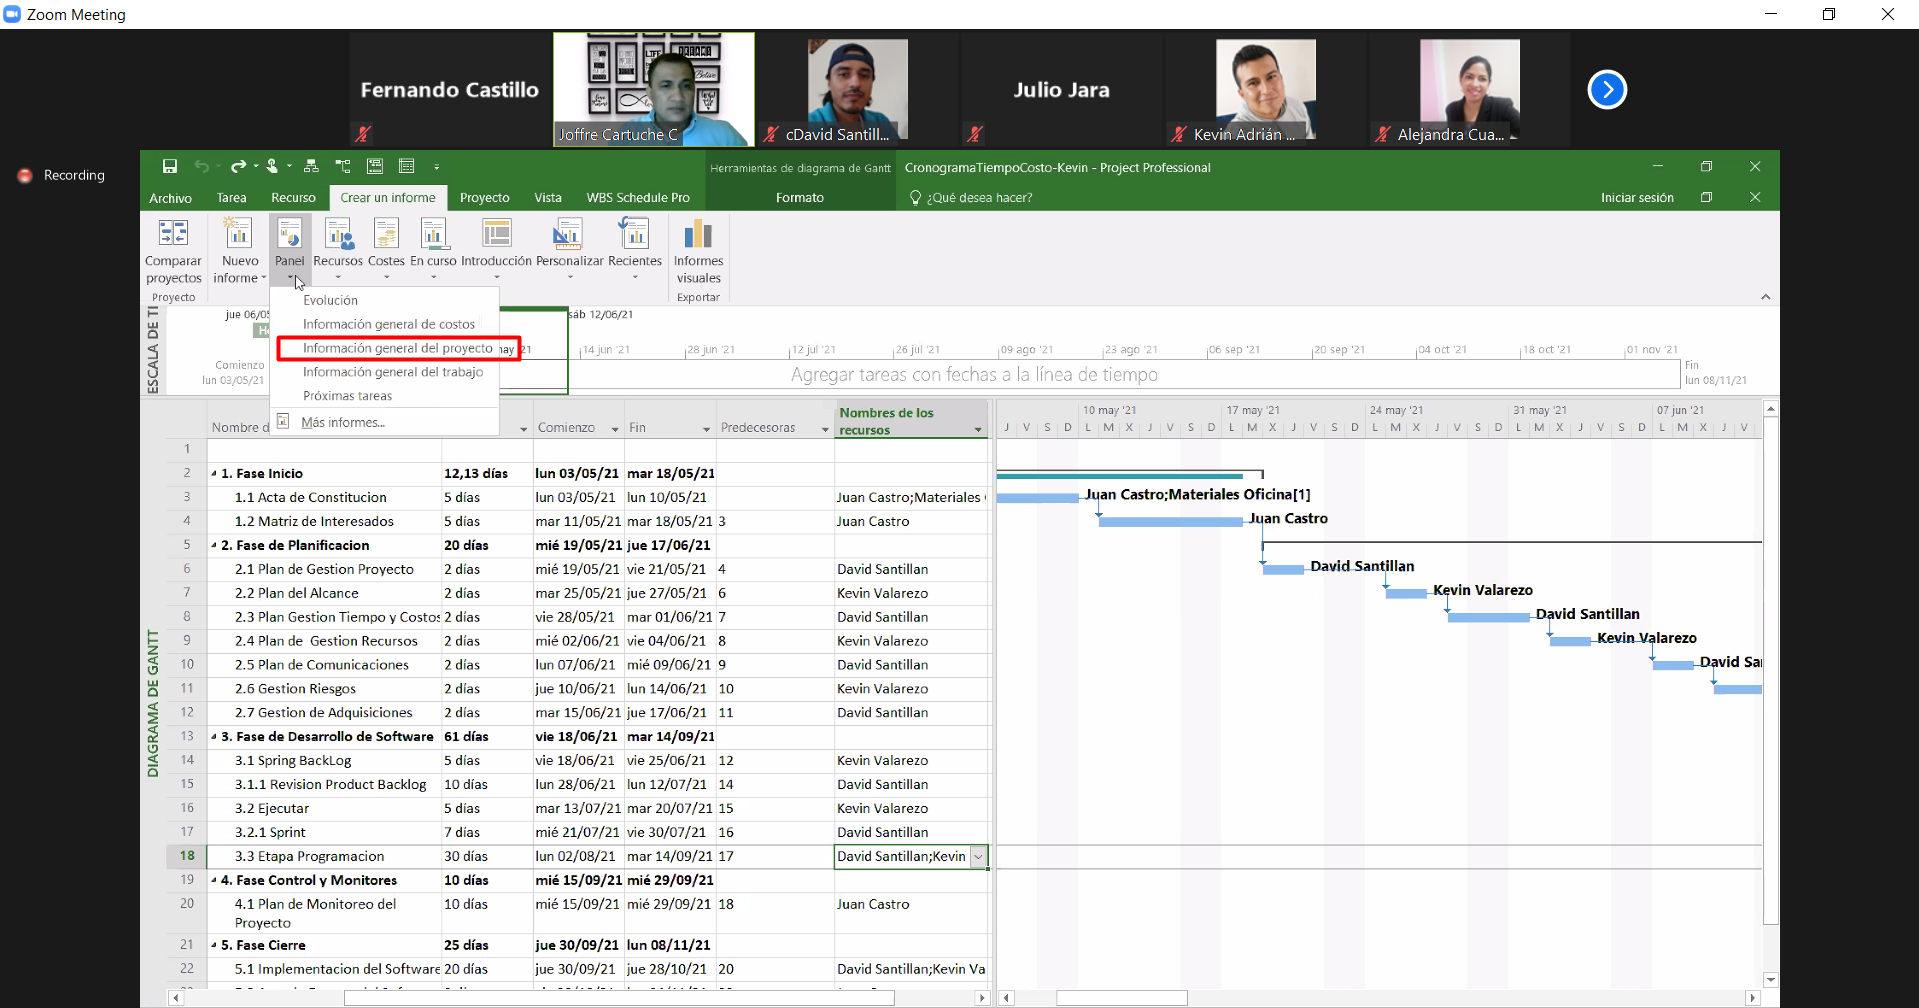 Zoom Meeting
Fernando Castillo
Joffre Cartuche C
cDavid Santill...
Julio Jara
Kevin Adrián ...
Alejandra Cua...
Recording
Herramientas de diagrama de Gantt
CronogramaTiempoCosto-Kevin - Project Professional
Archivo
Tarea
Recurso
Crear un informe
Proyecto
Vista
WBS Schedule Pro
Formato
¿Qué desea hacer?
Iniciar sesión
Comparar proyectos
Nuevo informe
Panel
Recursos
Costes
En curso
Introducción
Personalizar
Recientes
Informes visuales
Proyecto
Exportar
Evolución
Información general de costos
Información general del proyecto
Información general del trabajo
Próximas tareas
Más informes...
ESCALA DE TI
jue 06/05
sáb 12/06/21
Comienzo
lun 03/05/21
may '21
14 jun '21
28 jun '21
12 jul '21
26 jul '21
09 ago '21
23 ago '21
06 sep '21
20 sep '21
04 oct '21
18 oct '21
01 nov '21
Agregar tareas con fechas a la línea de tiempo
Fin
lun 08/11/21
DIAGRAMA DE GANTT
Nombre d
Comienzo
Fin
Predecesoras
Nombres de los recursos
10 may '21
17 may '21
24 may '21
31 may '21
07 jun '21
J V S D L M X J V S D L M X J V S D L M X J V S D L M X J V S D L M X J V
1
2 1. Fase Inicio 12,13 días lun 03/05/21 mar 18/05/21
3 1.1 Acta de Constitucion 5 días lun 03/05/21 lun 10/05/21 Juan Castro;Materiales
4 1.2 Matriz de Interesados 5 días mar 11/05/21 mar 18/05/21 3 Juan Castro
5 2. Fase de Planificacion 20 días mié 19/05/21 jue 17/06/21
6 2.1 Plan de Gestion Proyecto 2 días mié 19/05/21 vie 21/05/21 4 David Santillan
7 2.2 Plan del Alcance 2 días mar 25/05/21 jue 27/05/21 6 Kevin Valarezo
8 2.3 Plan Gestion Tiempo y Costos 2 días vie 28/05/21 mar 01/06/21 7 David Santillan
9 2.4 Plan de Gestion Recursos 2 días mié 02/06/21 vie 04/06/21 8 Kevin Valarezo
10 2.5 Plan de Comunicaciones 2 días lun 07/06/21 mié 09/06/21 9 David Santillan
11 2.6 Gestion Riesgos 2 días jue 10/06/21 lun 14/06/21 10 Kevin Valarezo
12 2.7 Gestion de Adquisiciones 2 días mar 15/06/21 jue 17/06/21 11 David Santillan
13 3. Fase de Desarrollo de Software 61 días vie 18/06/21 mar 14/09/21
14 3.1 Spring BackLog 5 días vie 18/06/21 vie 25/06/21 12 Kevin Valarezo
15 3.1.1 Revision Product Backlog 10 días lun 28/06/21 lun 12/07/21 14 David Santillan
16 3.2 Ejecutar 5 días mar 13/07/21 mar 20/07/21 15 Kevin Valarezo
17 3.2.1 Sprint 7 días mié 21/07/21 vie 30/07/21 16 David Santillan
18 3.3 Etapa Programacion 30 días lun 02/08/21 mar 14/09/21 17 David Santillan;Kevin
19 4. Fase Control y Monitores 10 días mié 15/09/21 mié 29/09/21
20 4.1 Plan de Monitoreo del Proyecto 10 días mié 15/09/21 mié 29/09/21 18 Juan Castro
21 5. Fase Cierre 25 días jue 30/09/21 lun 08/11/21
22 5.1 Implementacion del Software 20 días jue 30/09/21 jue 28/10/21 20 David Santillan;Kevin Va
Juan Castro;Materiales Oficina[1]
Juan Castro
David Santillan
Kevin Valarezo
David Santillan
Kevin Valarezo
David Sa